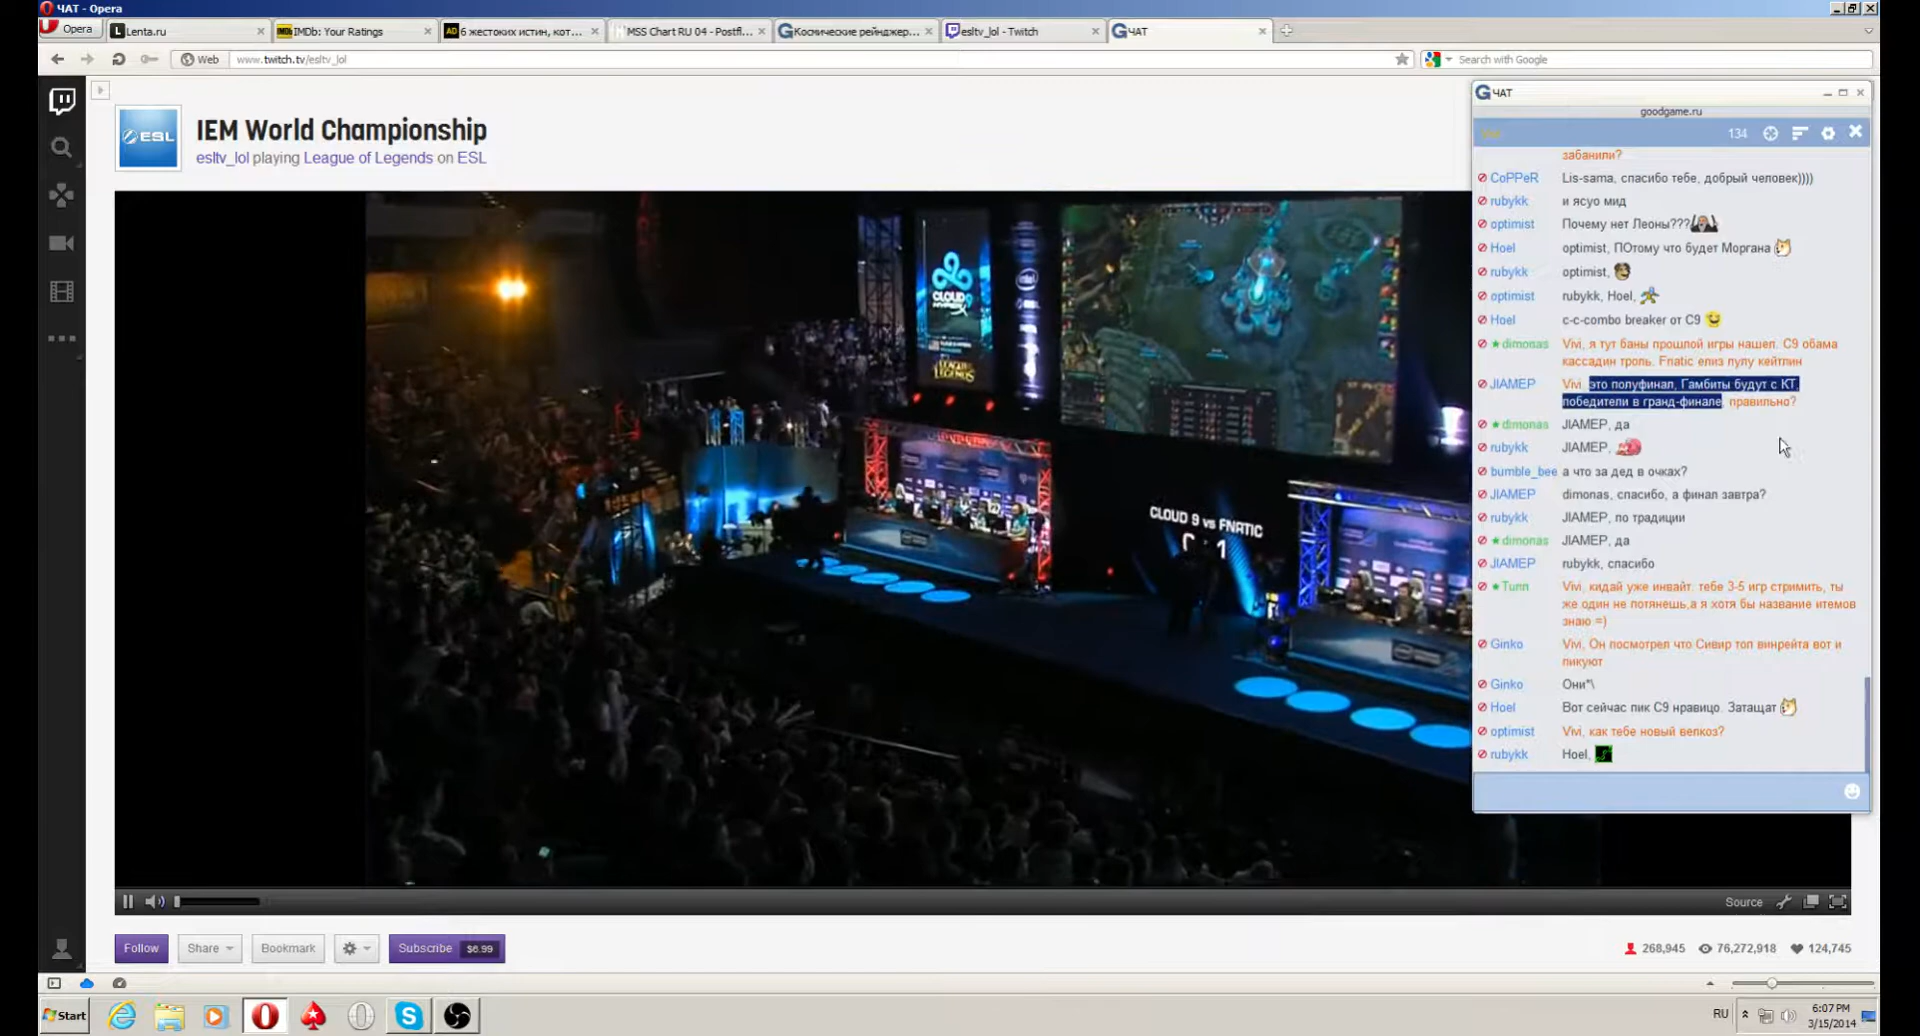 ЧАТ - Opera
Opera
Lenta.ru
IMDb: Your Ratings
6 жестоких истин, кот...
MSS Chart RU 04 - Postfl...
Космические рейнджер...
esltv_lol - Twitch
ЧАТ
Web
www.twitch.tv/esltv_lol
Search with Google
ESL
IEM World Championship
esltv_lol playing League of Legends on ESL
CLOUD 9
CLOUD 9 vs FNATIC
ЧАТ
goodgame.ru
134
забанили?
CoPPeR Lis-sama, спасибо тебе, добрый человек))))
rubykk и ясуо мид
optimist Почему нет Леоны???
Hoel optimist, ПОтому что будет Моргана
rubykk optimist,
optimist rubykk, Hoel,
Hoel c-c-combo breaker от C9
dimonas Vivi, я тут баны прошлой игры нашел. C9 обама
кассадин троль. Fnatic елиз лулу кейтлин
JIAMEP Vivi, это полуфинал, Гамбиты будут с КТ,
победители в гранд-финале, правильно?
dimonas JIAMEP, да
rubykk JIAMEP,
bumble_bee а что за дед в очках?
JIAMEP dimonas, спасибо, а финал завтра?
rubykk JIAMEP, по традиции
dimonas JIAMEP, да
JIAMEP rubykk, спасибо
Tunn Vivi, кидай уже инвайт. тебе 3-5 игр стримить, ты
же один не потянешь,а я хотя бы название итемов
знаю =)
Ginko Vivi, Он посмотрел что Сивир топ винрейта вот и
пикуют
Ginko Они*\
Hoel Вот сейчас пик C9 нравицо. Затащат
optimist Vivi, как тебе новый велкоз?
rubykk Hoel,
Source
Follow
Share
Bookmark
Subscribe $6.99
268,945
76,272,918
124,745
Start
RU
6:07 PM
3/15/2014